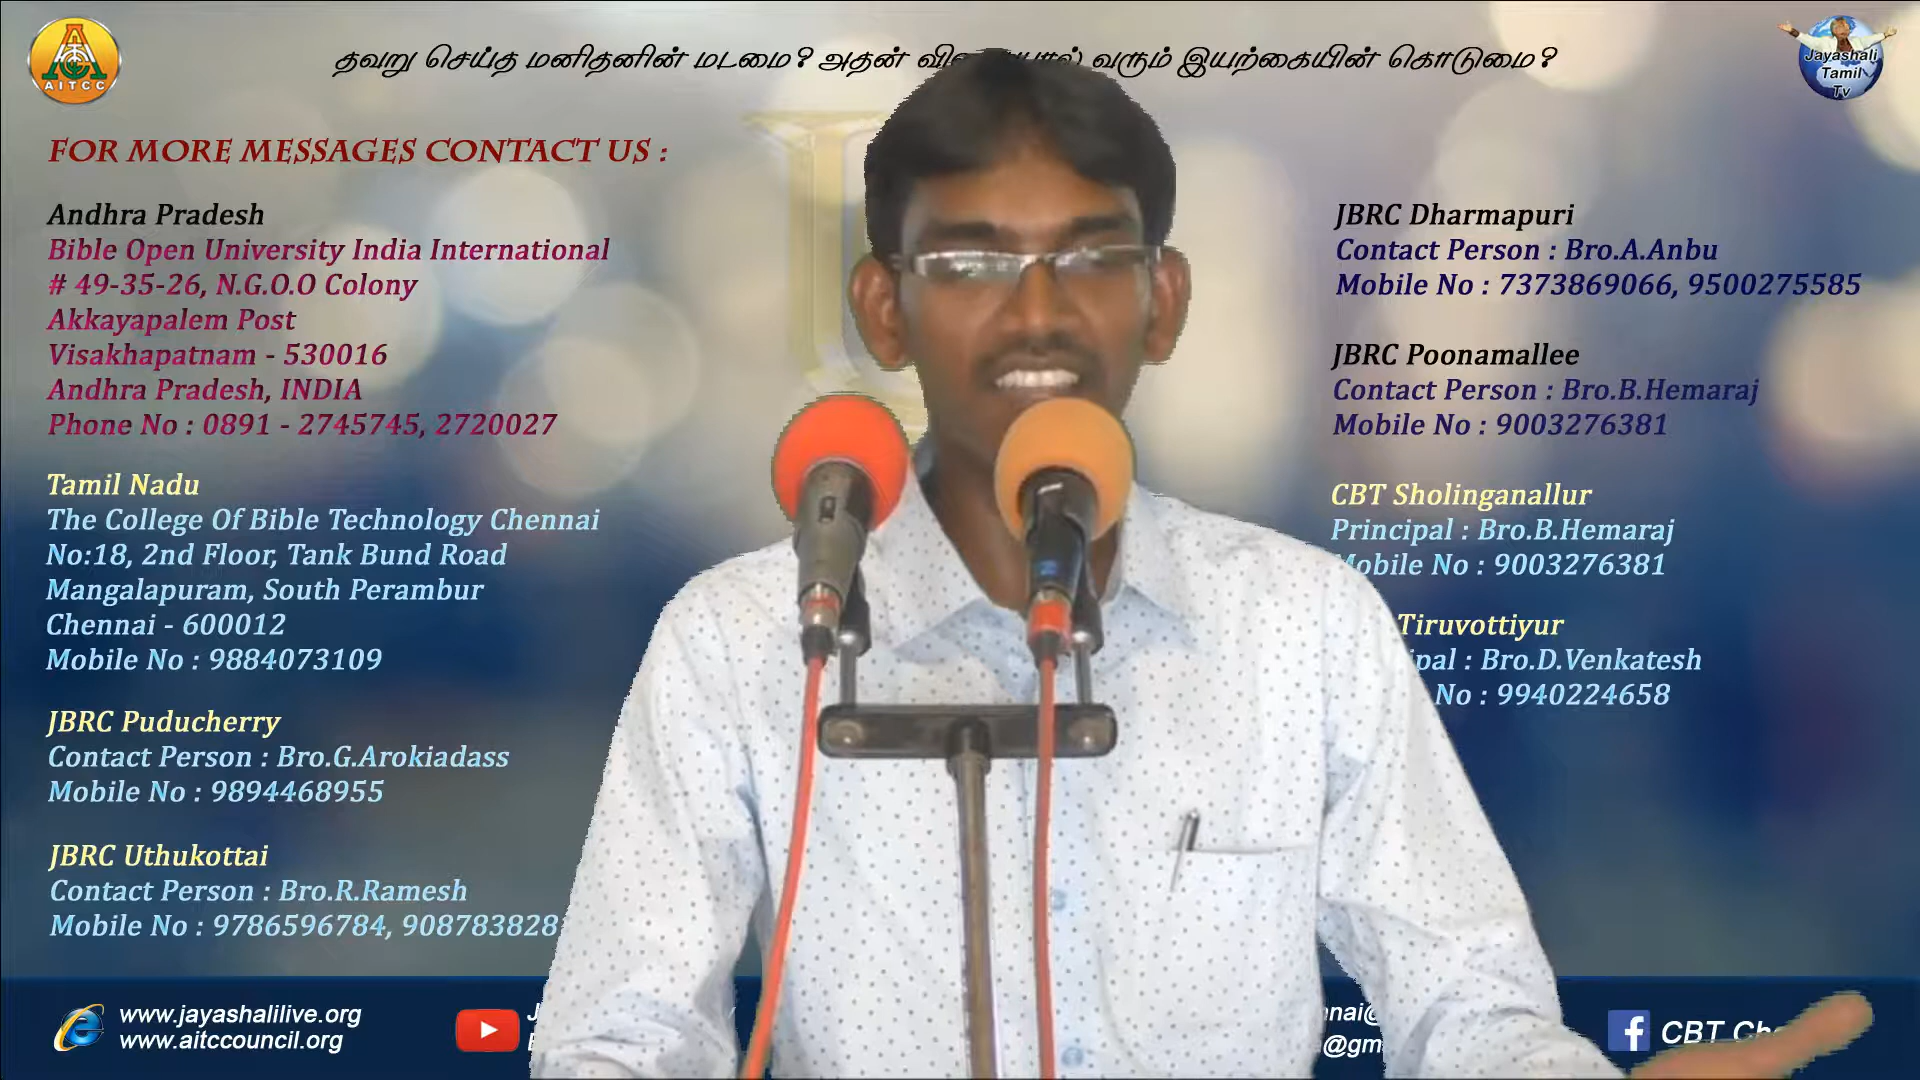 AITCC
தவறு செய்த மனிதனின் மடமை? அதன் வரும் இயற்கையின் கொடுமை?
Jayashali
Tamil
Tv
FOR MORE MESSAGES CONTACT US :
Andhra Pradesh
Bible Open University India International
# 49-35-26, N.G.O.O Colony
Akkayapalem Post
Visakhapatnam - 530016
Andhra Pradesh, INDIA
Phone No : 0891 - 2745745, 2720027
Tamil Nadu
The College Of Bible Technology Chennai
No:18, 2nd Floor, Tank Bund Road
Mangalapuram, South Perambur
Chennai - 600012
Mobile No : 9884073109
JBRC Puducherry
Contact Person : Bro.G.Arokiadass
Mobile No : 9894468955
JBRC Uthukottai
Contact Person : Bro.R.Ramesh
Mobile No : 9786596784, 908783828
JBRC Dharmapuri
Contact Person : Bro.A.Anbu
Mobile No : 7373869066, 9500275585
JBRC Poonamallee
Contact Person : Bro.B.Hemaraj
Mobile No : 9003276381
CBT Sholinganallur
Principal : Bro.B.Hemaraj
Mobile No : 9003276381
Tiruvottiyur
: Bro.D.Venkatesh
No : 9940224658
www.jayashalilive.org
www.aitccouncil.org
CBT